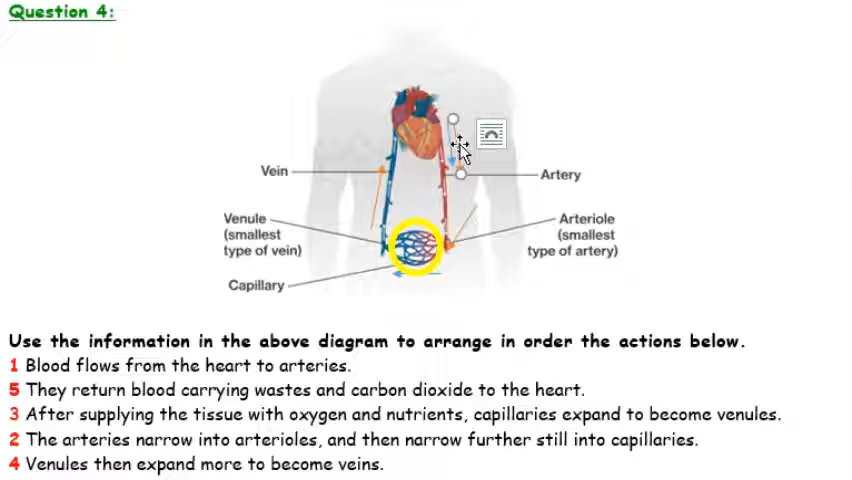 Question 4:
Vein
Artery
Venule
(smallest
type of vein)
Arteriole
(smallest
type of artery)
Capillary
Use the information in the above diagram to arrange in order the actions below.
1 Blood flows from the heart to arteries.
5 They return blood carrying wastes and carbon dioxide to the heart.
3 After supplying the tissue with oxygen and nutrients, capillaries expand to become venules.
2 The arteries narrow into arterioles, and then narrow further still into capillaries.
4 Venules then expand more to become veins.